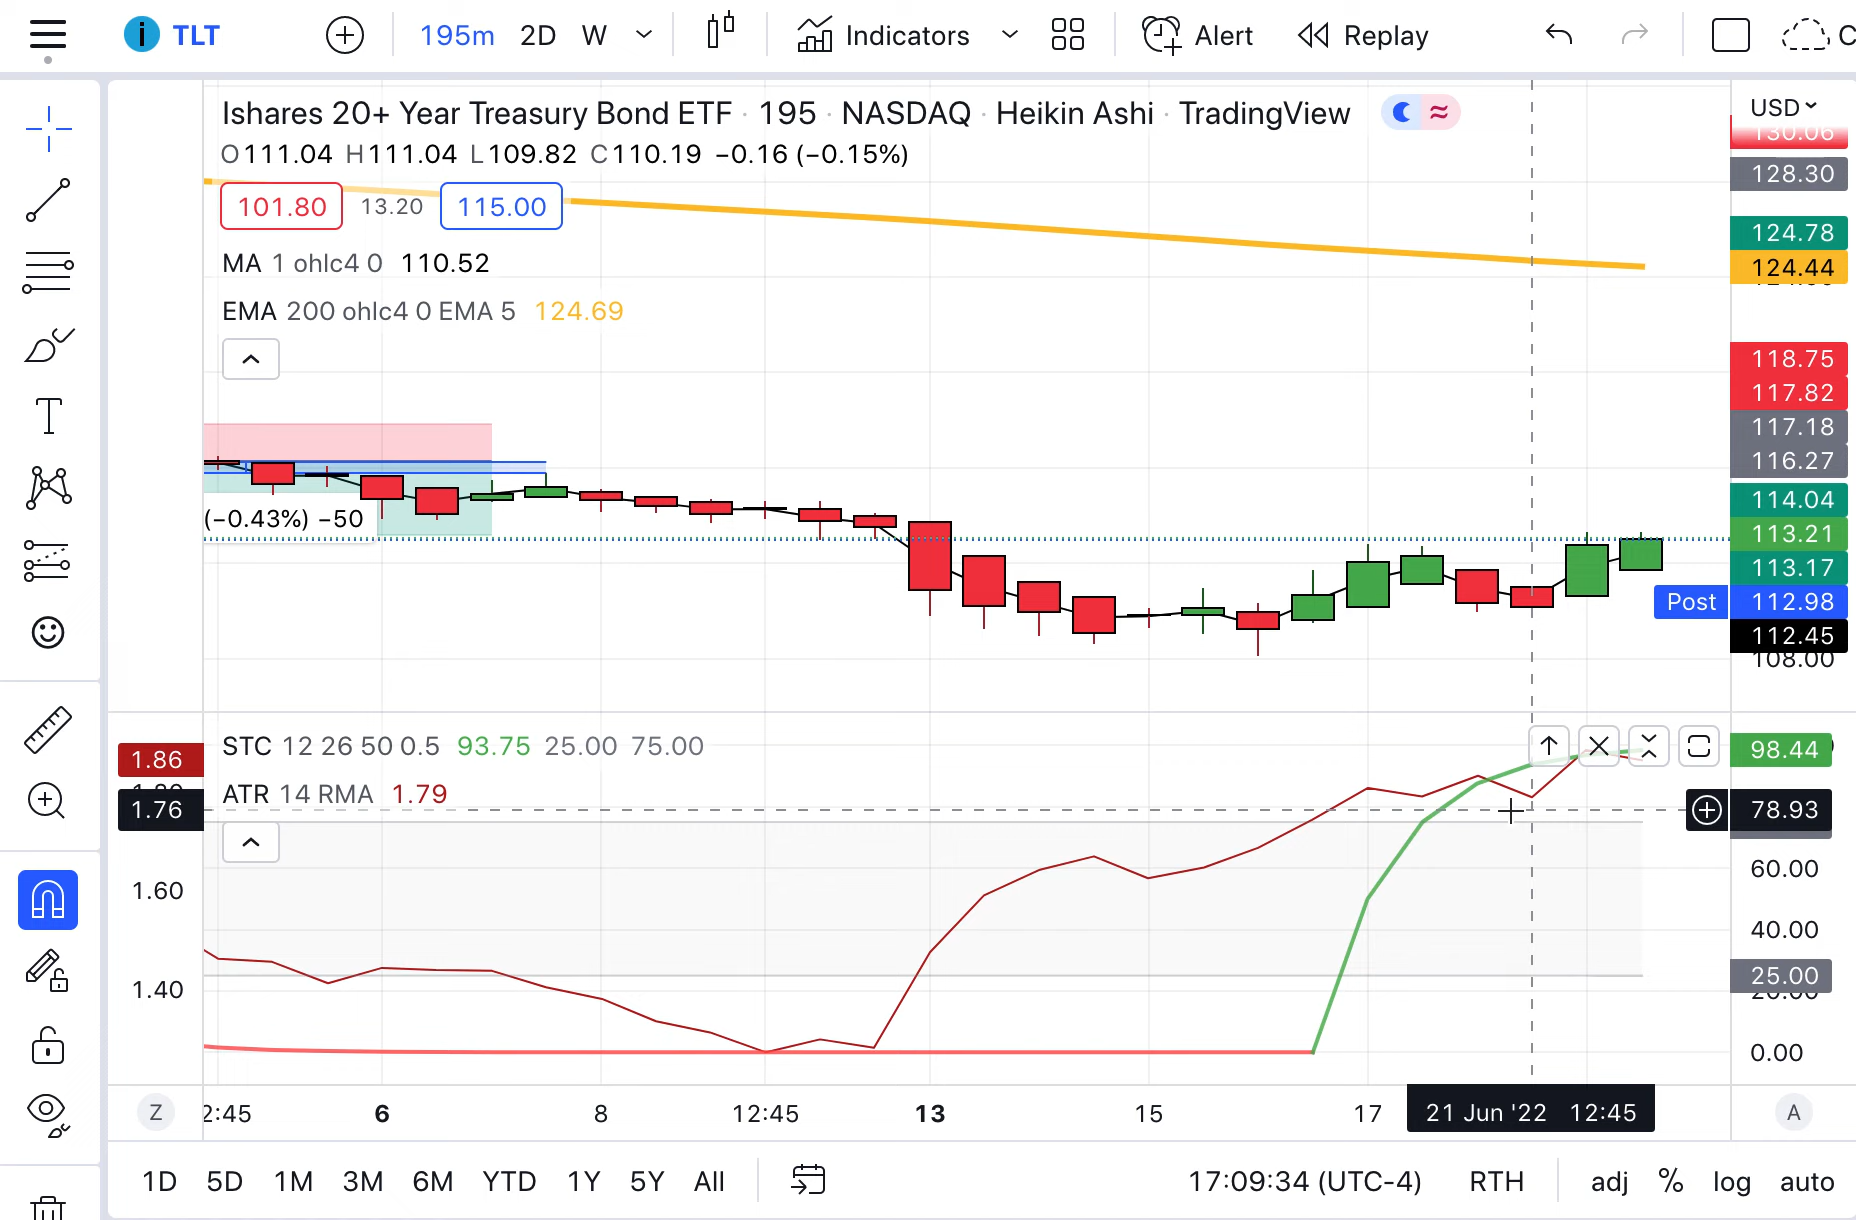 TLT 195m 2D W Indicators Alert Replay C
Ishares 20+ Year Treasury Bond ETF · 195 · NASDAQ · Heikin Ashi · TradingView
O111.04 H111.04 L109.82 C110.19 −0.16 (−0.15%)
101.80 13.20 115.00
MA 1 ohlc4 0 110.52
EMA 200 ohlc4 0 EMA 5 124.69
(−0.43%) −50
USD
130.06
128.30
124.78
124.44
118.75
117.82
117.18
116.27
114.04
113.21
113.17
Post 112.98
112.45
108.00
STC 12 26 50 0.5 93.75 25.00 75.00
ATR 14 RMA 1.79
1.86
1.76
1.60
1.40
98.44
78.93
60.00
40.00
25.00
20.00
0.00
Z 2:45 6 8 12:45 13 15 17 21 Jun '22 12:45 A
1D 5D 1M 3M 6M YTD 1Y 5Y All 17:09:34 (UTC-4) RTH adj % log auto